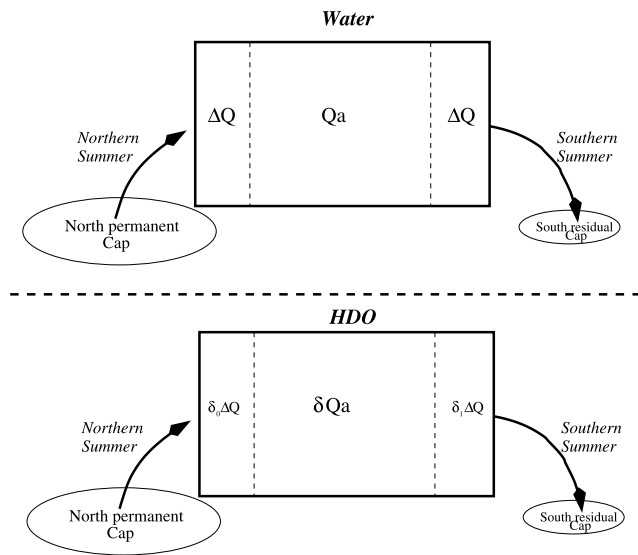 Water
ΔQ
Qa
ΔQ
Northern
Summer
Southern
Summer
North permanent
Cap
South residual
Cap
HDO
δ₀ΔQ
δQa
δ₁ΔQ
Northern
Summer
Southern
Summer
North permanent
Cap
South residual
Cap